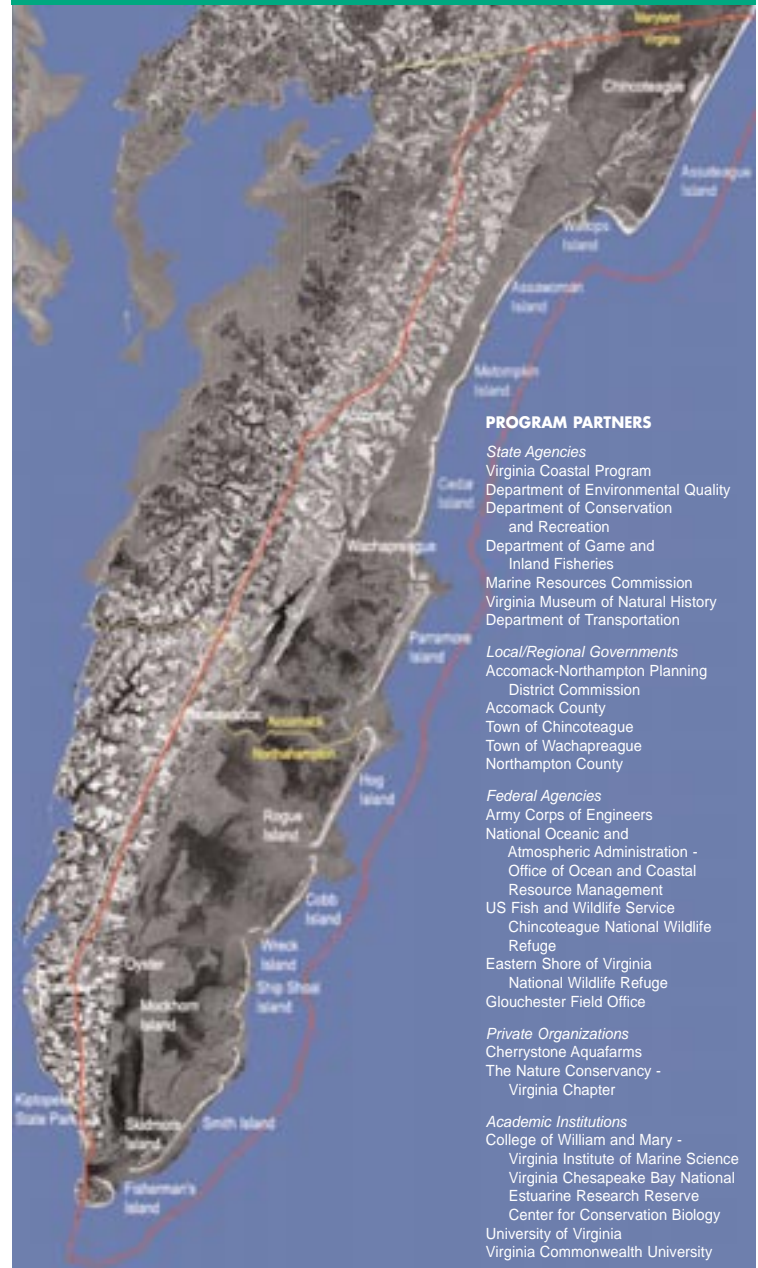 Maryland
Virginia
Chincoteague
Assateague
Island
Wallops
Island
Assawoman
Island
Metompkin
Island
PROGRAM PARTNERS
State Agencies
Virginia Coastal Program
Department of Environmental Quality
Department of Conservation
and Recreation
Department of Game and
Inland Fisheries
Marine Resources Commission
Virginia Museum of Natural History
Department of Transportation
Local/Regional Governments
Accomack-Northampton Planning
District Commission
Accomack County
Town of Chincoteague
Town of Wachapreague
Northampton County
Federal Agencies
Army Corps of Engineers
National Oceanic and
Atmospheric Administration -
Office of Ocean and Coastal
Resource Management
US Fish and Wildlife Service
Chincoteague National Wildlife
Refuge
Eastern Shore of Virginia
National Wildlife Refuge
Glouchester Field Office
Private Organizations
Cherrystone Aquafarms
The Nature Conservancy -
Virginia Chapter
Academic Institutions
College of William and Mary -
Virginia Institute of Marine Science
Virginia Chesapeake Bay National
Estuarine Research Reserve
Center for Conservation Biology
University of Virginia
Virginia Commonwealth University
Cedar
Island
Wachapreague
Parramore
Island
Accomack
Northahampton
Hog
Island
Rogue
Island
Cobb
Island
Wreck
Island
Ship Shoal
Island
Oyster
Mockhorn
Island
Kiptopeke
State Park
Skidmore
Island
Smith Island
Fisherman's
Island